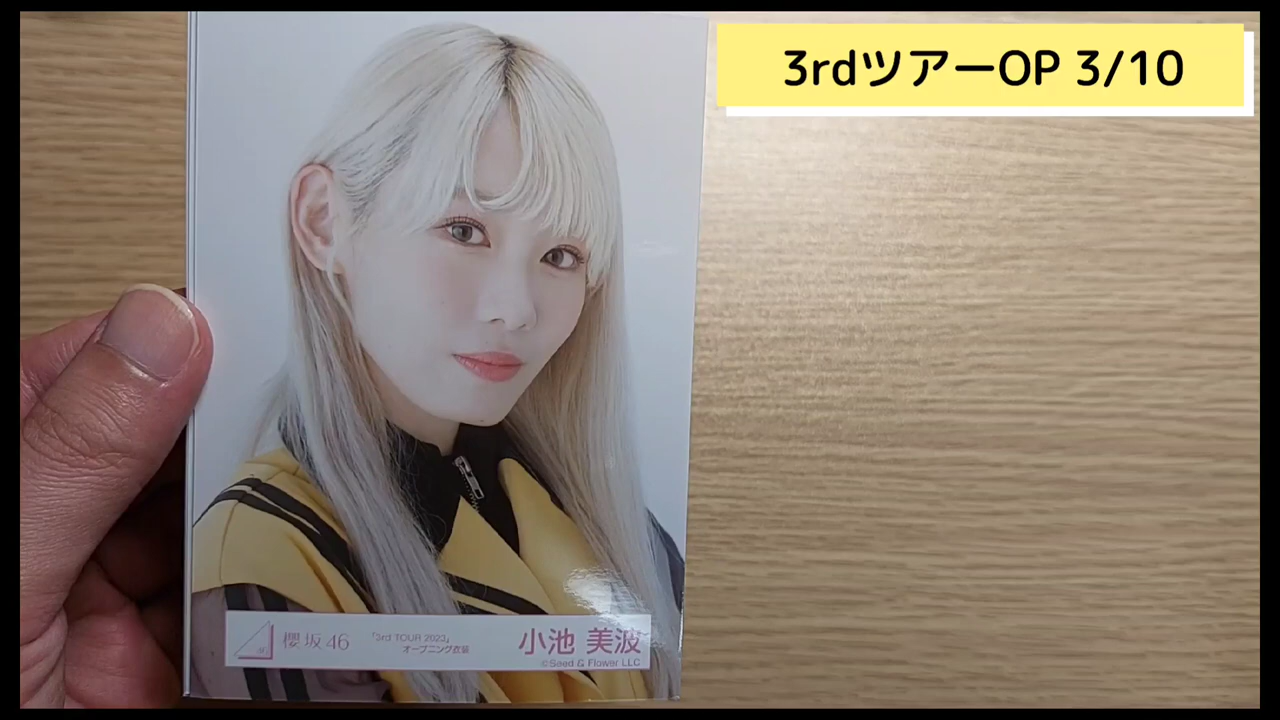 3rdツアーOP 3/10
櫻坂46
「3rd TOUR 2023」
オープニング衣装
小池 美波
©Seed & Flower LLC